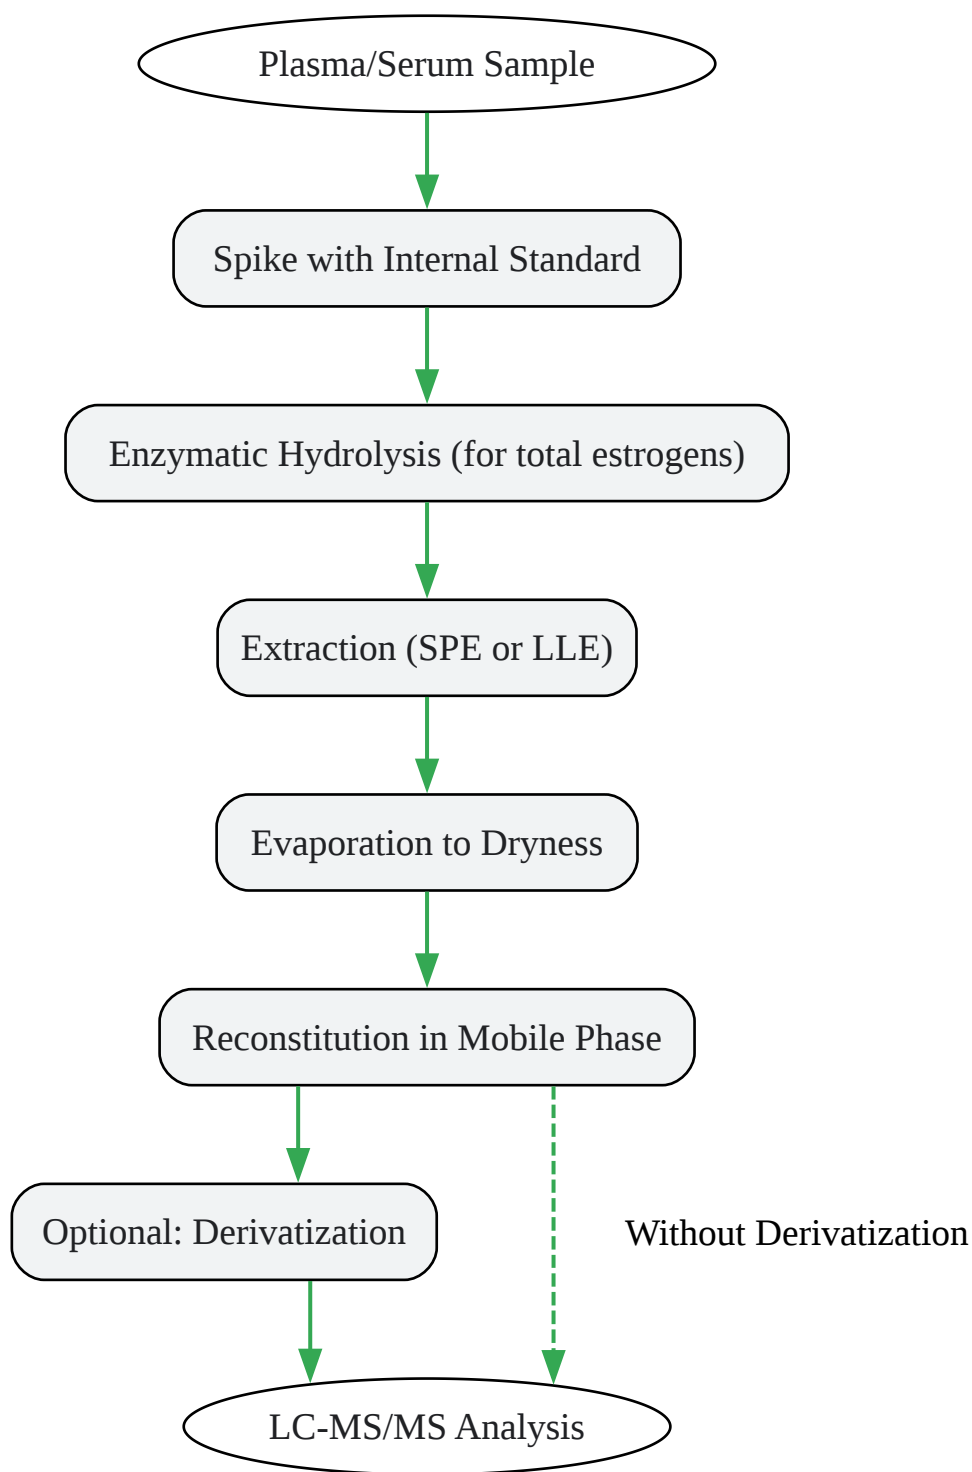 Plasma/Serum Sample
Spike with Internal Standard
Enzymatic Hydrolysis (for total estrogens)
Extraction (SPE or LLE)
Evaporation to Dryness
Reconstitution in Mobile Phase
Optional: Derivatization
Without Derivatization
LC-MS/MS Analysis